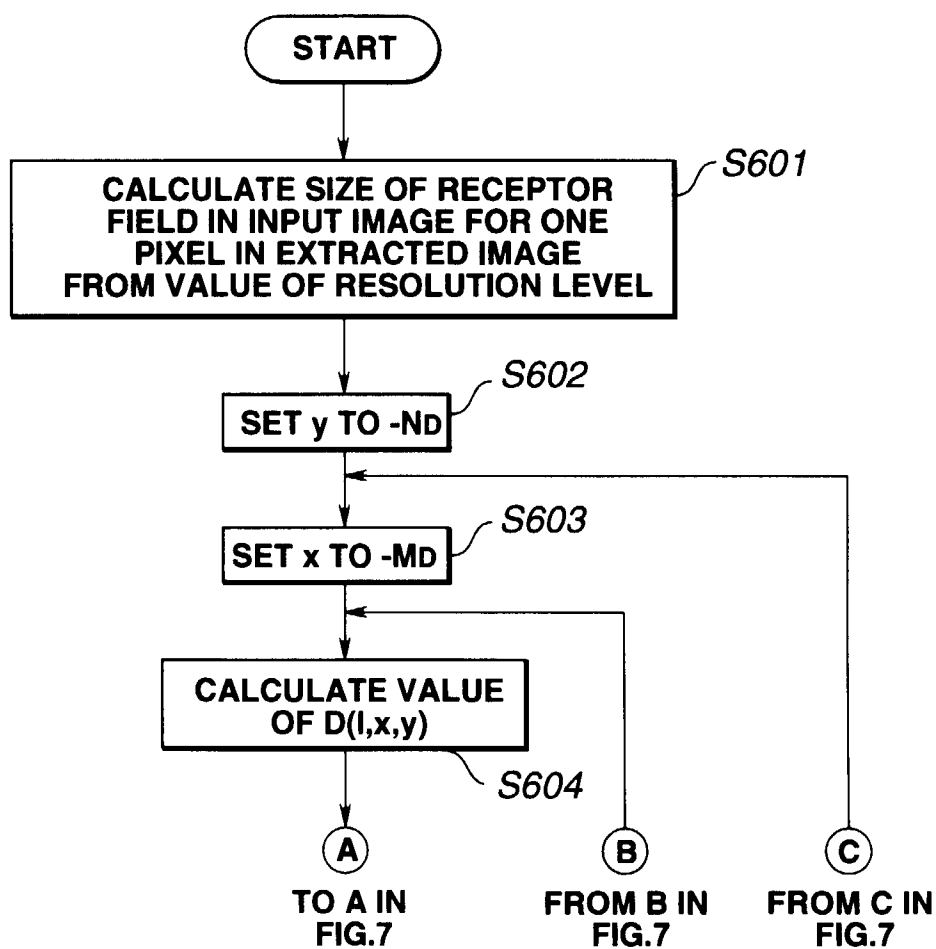 START
S601
CALCULATE SIZE OF RECEPTOR
FIELD IN INPUT IMAGE FOR ONE
PIXEL IN EXTRACTED IMAGE
FROM VALUE OF RESOLUTION LEVEL
S602
SET y TO -ND
S603
SET x TO -MD
CALCULATE VALUE
OF D(l,x,y)
S604
A
B
C
TO A IN
FIG.7
FROM B IN
FIG.7
FROM C IN
FIG.7